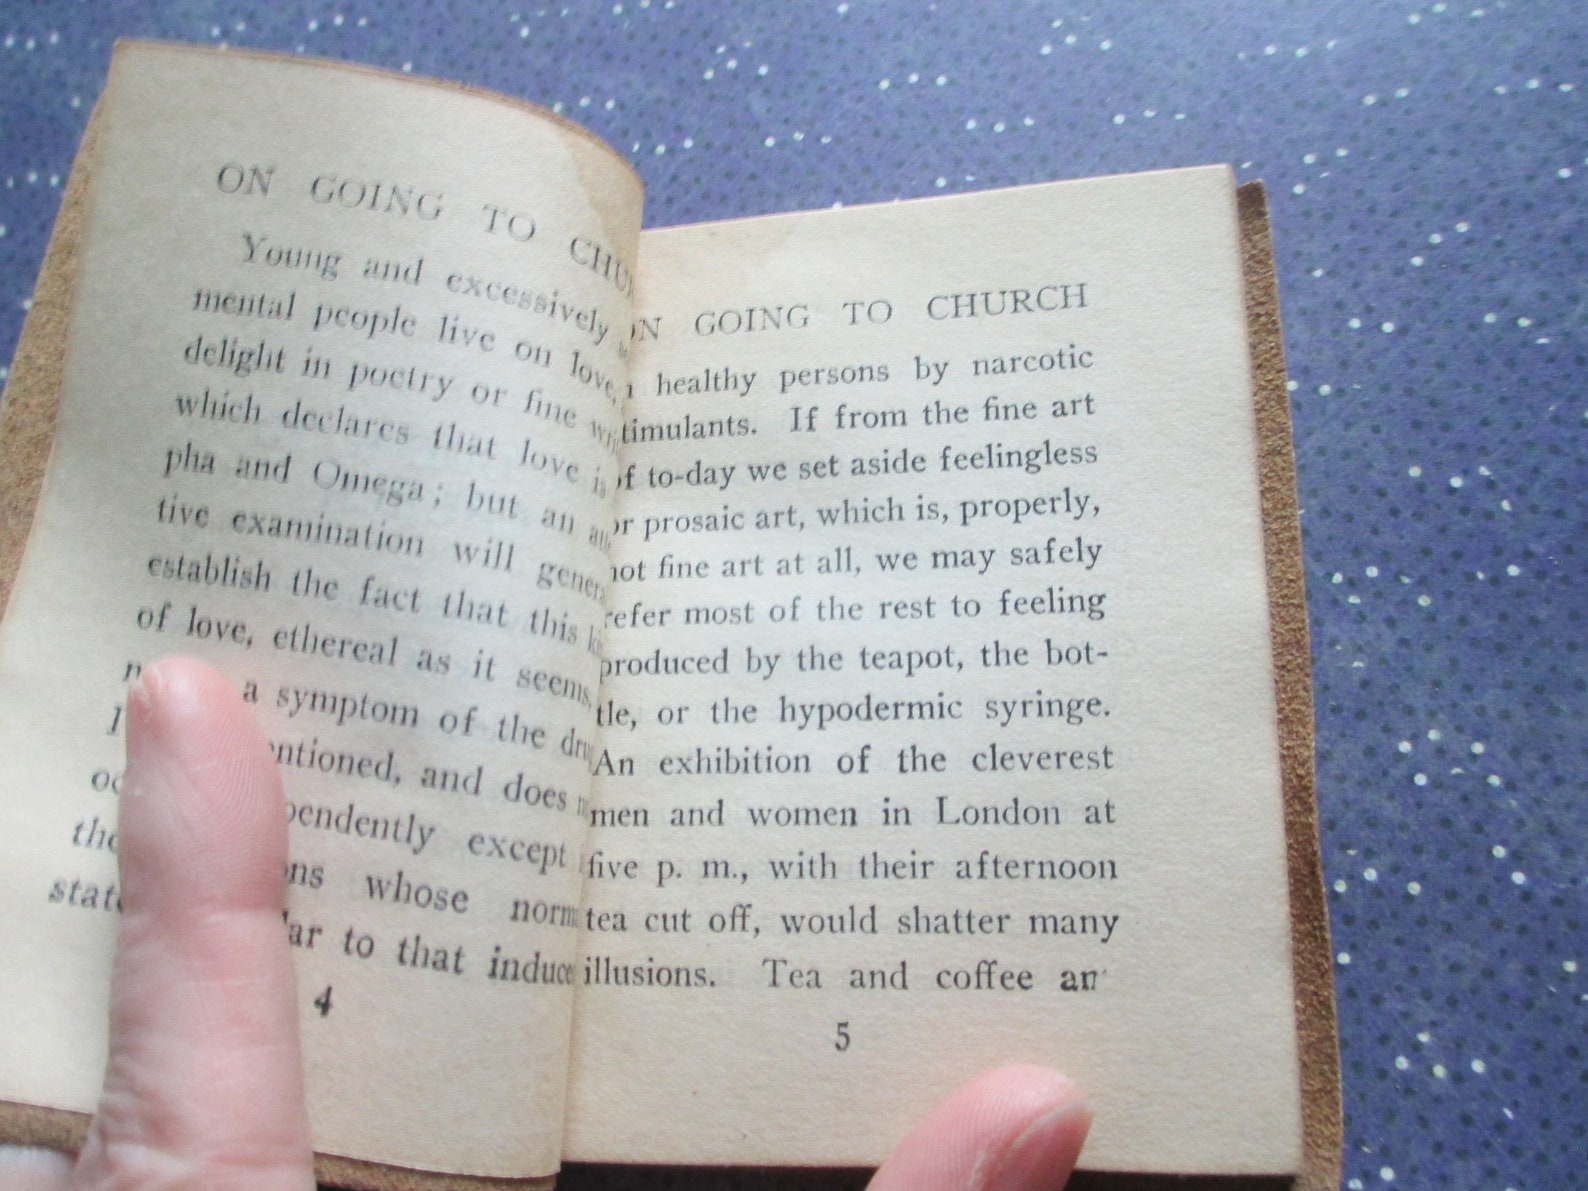 ON GOING TO
Young and excessively
mental people live on love,
delight in poetry or fine
which declares that love is
pha and Omega; but an
tive examination will
establish the fact that this
of love, ethereal as it seems,
a symptom of the
and does
except
whose
to that
4
GOING TO CHURCH
healthy persons by narcotic
stimulants. If from the fine art
of to-day we set aside feelingless
or prosaic art, which is, properly,
not fine art at all, we may safely
refer most of the rest to feeling
produced by the teapot, the bot-
tle, or the hypodermic syringe.
An exhibition of the cleverest
men and women in London at
five p. m., with their afternoon
tea cut off, would shatter many
illusions. Tea and coffee
5